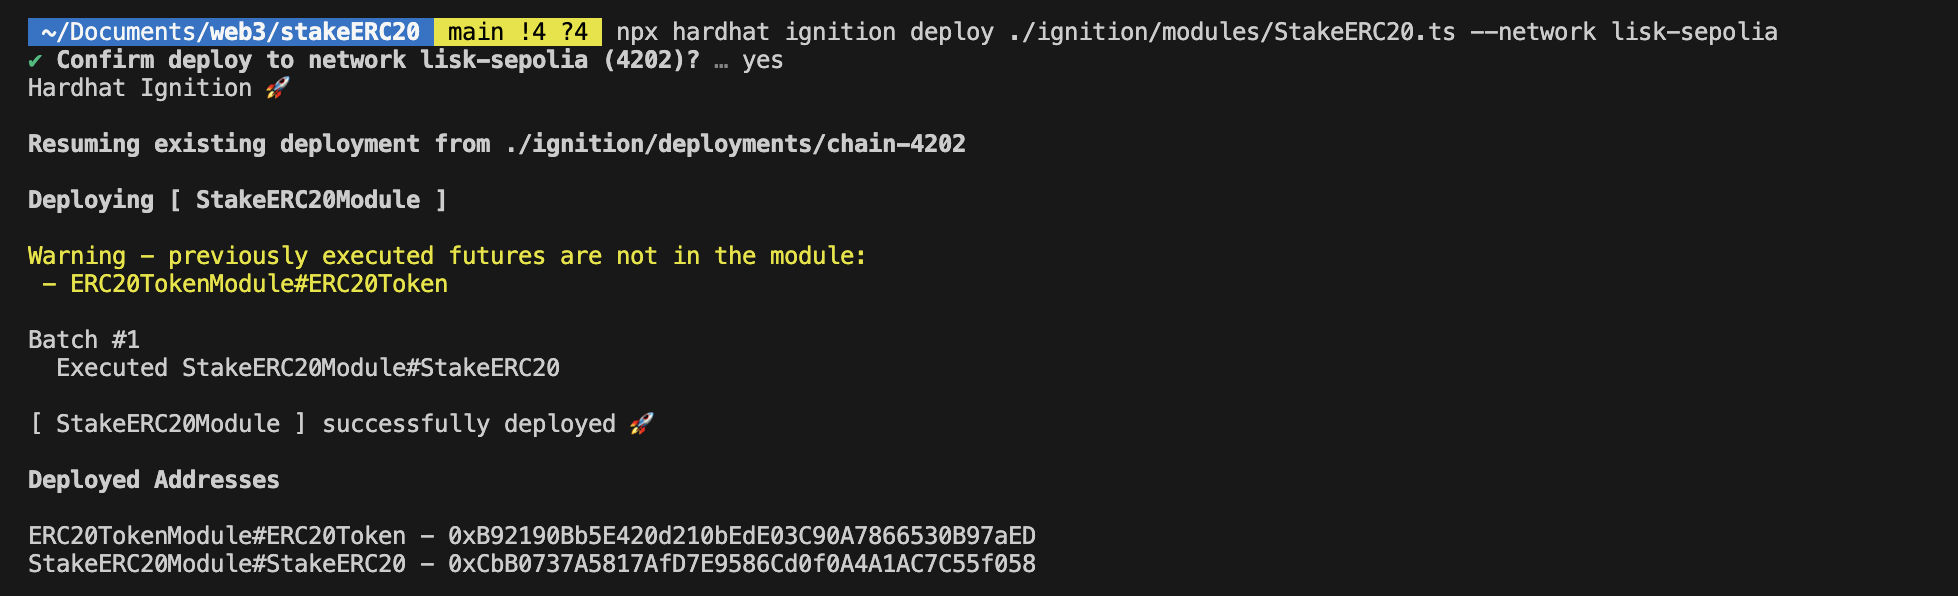 ~/Documents/web3/stakeERC20 main !4 ?4 npx hardhat ignition deploy ./ignition/modules/StakeERC20.ts --network lisk-sepolia
✔ Confirm deploy to network lisk-sepolia (4202)? … yes
Hardhat Ignition 🚀
Resuming existing deployment from ./ignition/deployments/chain-4202
Deploying [ StakeERC20Module ]
Warning - previously executed futures are not in the module:
- ERC20TokenModule#ERC20Token
Batch #1
Executed StakeERC20Module#StakeERC20
[ StakeERC20Module ] successfully deployed 🚀
Deployed Addresses
ERC20TokenModule#ERC20Token - 0xB92190Bb5E420d210bEdE03C90A7866530B97aED
StakeERC20Module#StakeERC20 - 0xCbB0737A5817AfD7E9586Cd0f0A4A1AC7C55f058